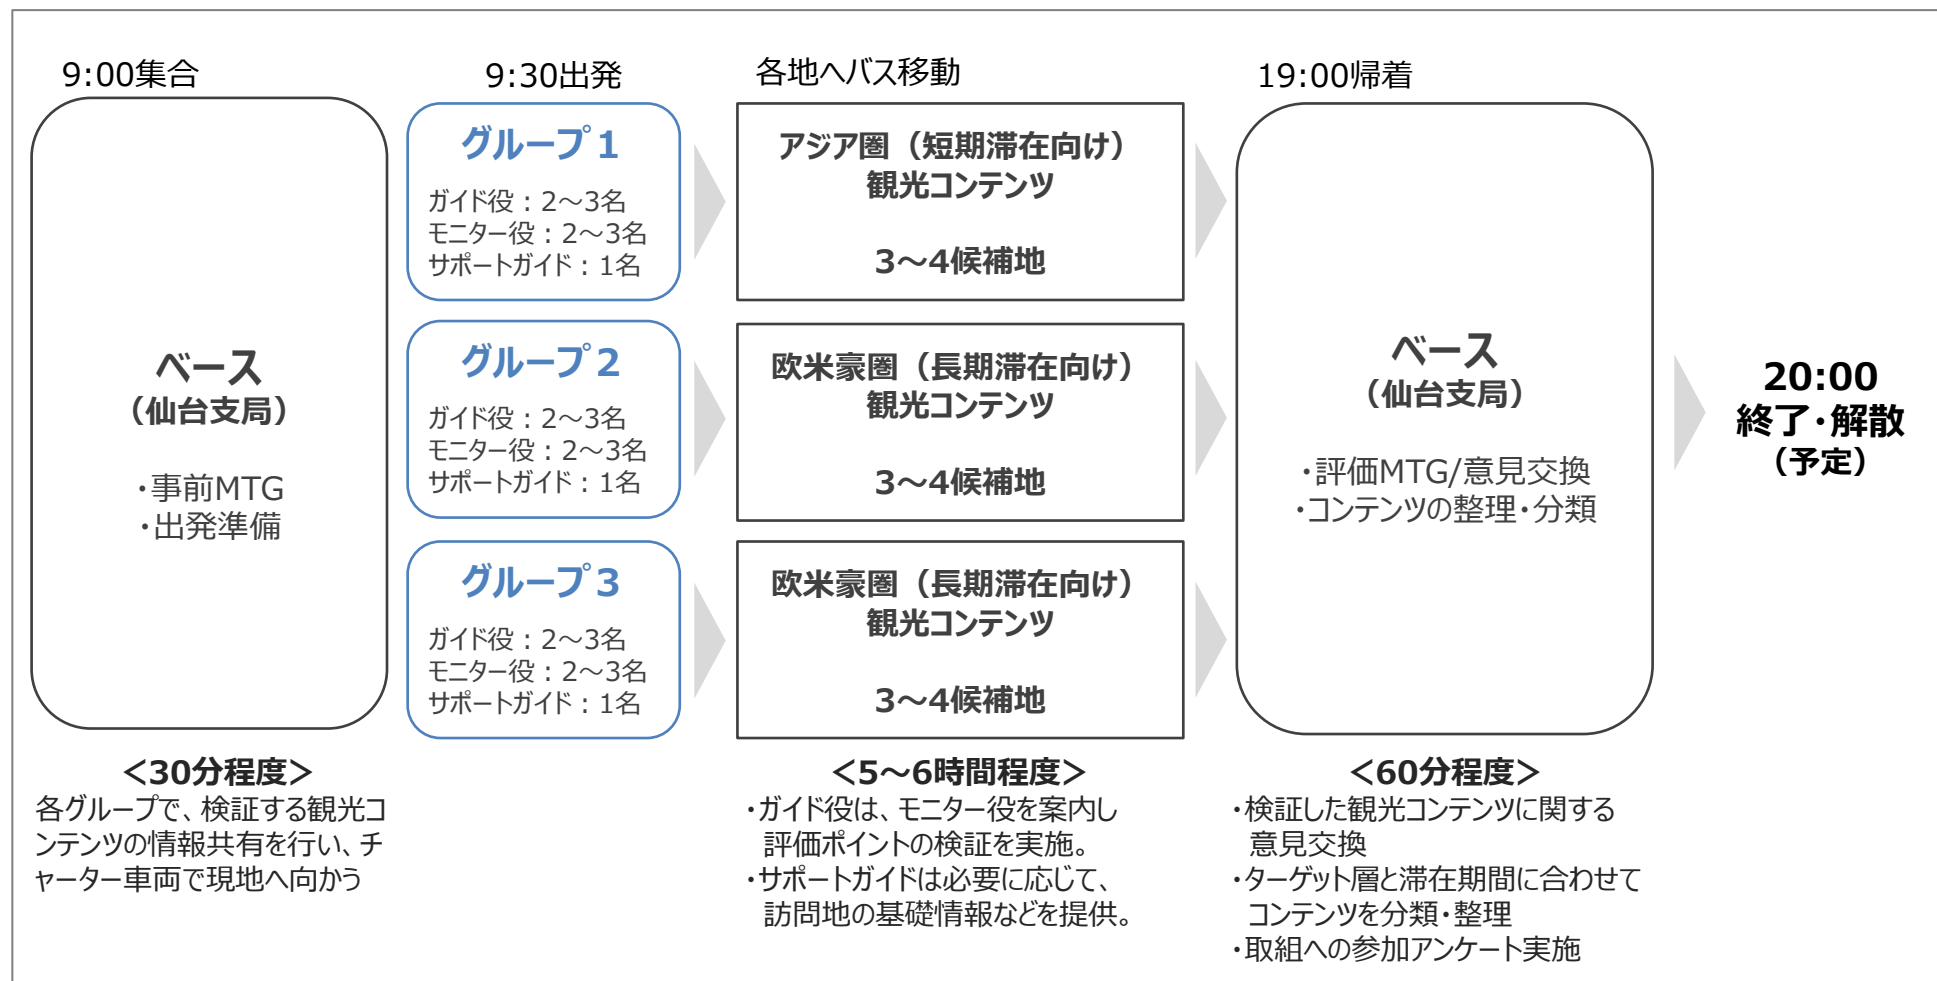 9:00集合
ベース
（仙台支局）
・事前MTG
・出発準備
＜30分程度＞
各グループで、検証する観光コ
ンテンツの情報共有を行い、チ
ャーター車両で現地へ向かう
9:30出発
グループ１
ガイド役：2～3名
モニター役：2～3名
サポートガイド：1名
グループ２
ガイド役：2～3名
モニター役：2～3名
サポートガイド：1名
グループ３
ガイド役：2～3名
モニター役：2～3名
サポートガイド：1名
各地へバス移動
アジア圏（短期滞在向け）
観光コンテンツ
3～4候補地
欧米豪圏（長期滞在向け）
観光コンテンツ
3～4候補地
欧米豪圏（長期滞在向け）
観光コンテンツ
3～4候補地
＜5～6時間程度＞
・ガイド役は、モニター役を案内し
評価ポイントの検証を実施。
・サポートガイドは必要に応じて、
訪問地の基礎情報などを提供。
19:00帰着
ベース
（仙台支局）
・評価MTG/意見交換
・コンテンツの整理・分類
＜60分程度＞
・検証した観光コンテンツに関する
意見交換
・ターゲット層と滞在期間に合わせて
コンテンツを分類・整理
・取組への参加アンケート実施
20:00
終了・解散
（予定）